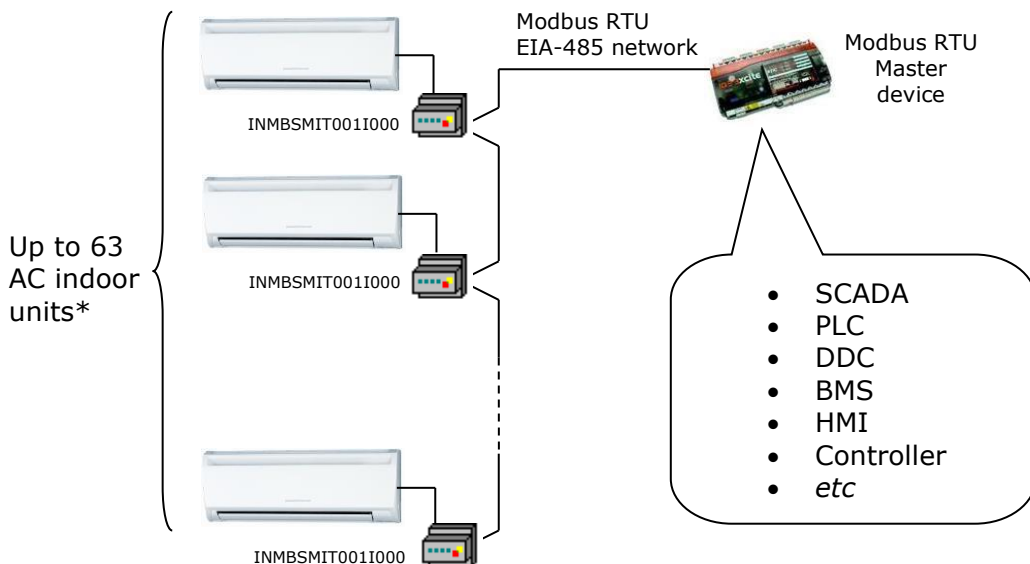 Modbus RTU
EIA-485 network
Modbus RTU
Master
device
INMBSMIT001I000
INMBSMIT001I000
Up to 63
AC indoor
units*
• SCADA
• PLC
• DDC
• BMS
• HMI
• Controller
• etc
INMBSMIT001I000